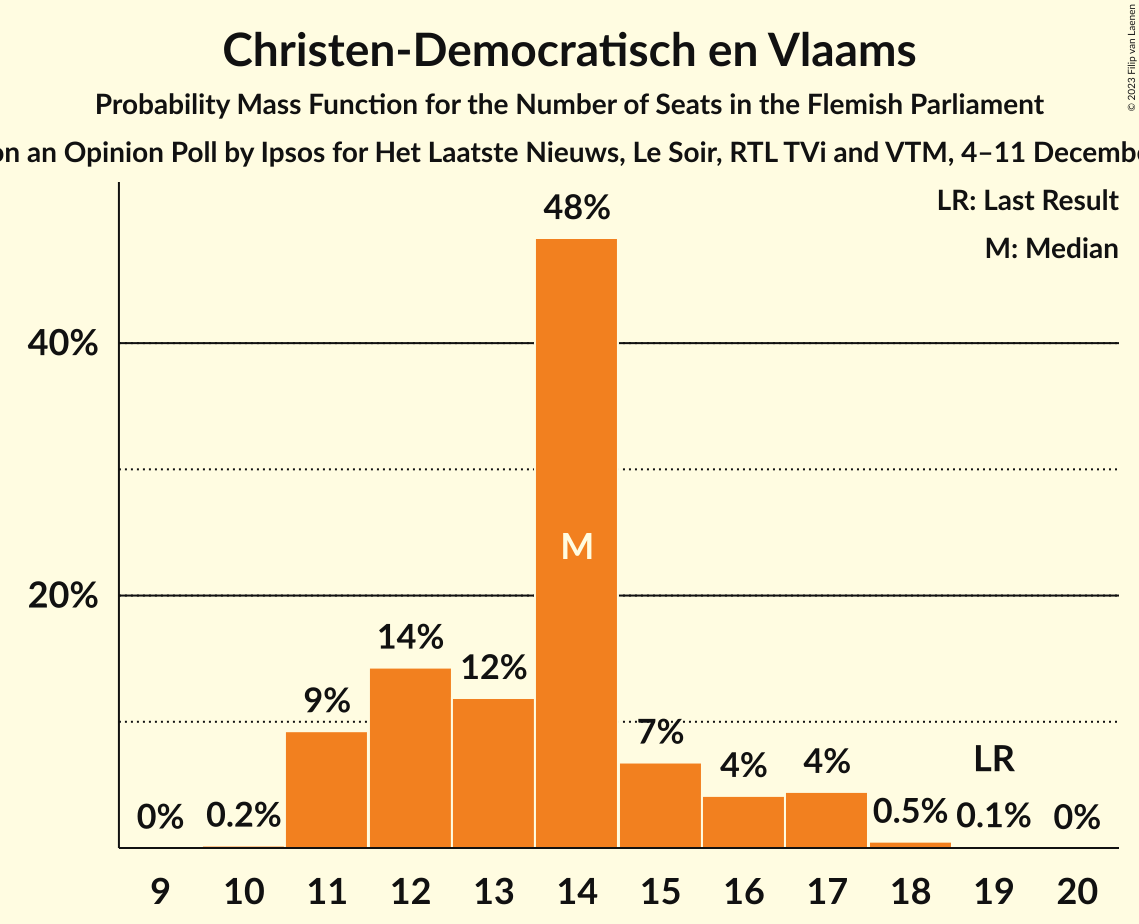 Christen-Democratisch en Vlaams
Probability Mass Function for the Number of Seats in the Flemish Parliament
on an Opinion Poll by Ipsos for Het Laatste Nieuws, Le Soir, RTL TVi and VTM, 4–11
© 2023 Filip van Laenen
LR: Last Result
M: Median
48%
40%
M
20%
14%
12%
9%
7%
4%
4%
LR
0%
0.2%
0.5%
0.1%
0%
9 10 11 12 13 14 15 16 17 18 19 20